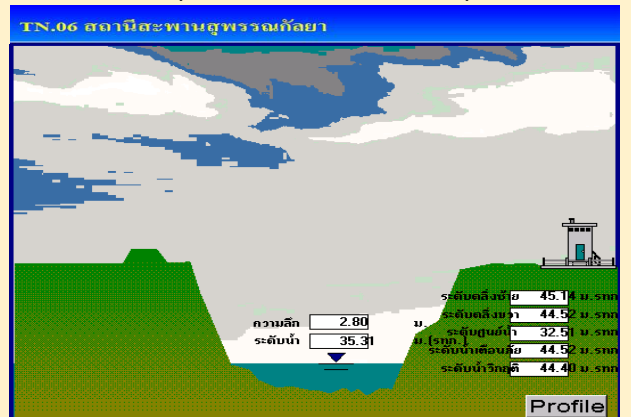 TN.06 สถานีสะพานสุพรรณกัลยา
ระดับตลิ่งซ้าย 45.14 ม.รทก
ระดับตลิ่งขวา 44.52 ม.รทก
ความลึก 2.80 ม.
ระดับศูนย์น้ำ 32.51 ม.รทก
ระดับน้ำ 35.31 ม.(รทก.)
ระดับน้ำเตือนภัย 44.52 ม.รทก
ระดับน้ำวิกฤติ 44.40 ม.รทก
Profile